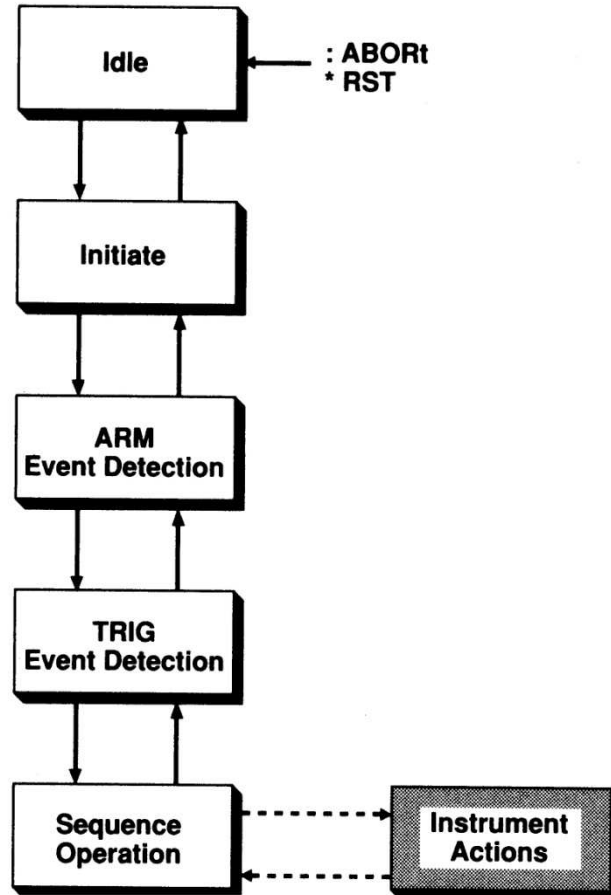 Idle
: ABORt
* RST
Initiate
ARM
Event Detection
TRIG
Event Detection
Sequence
Operation
Instrument
Actions